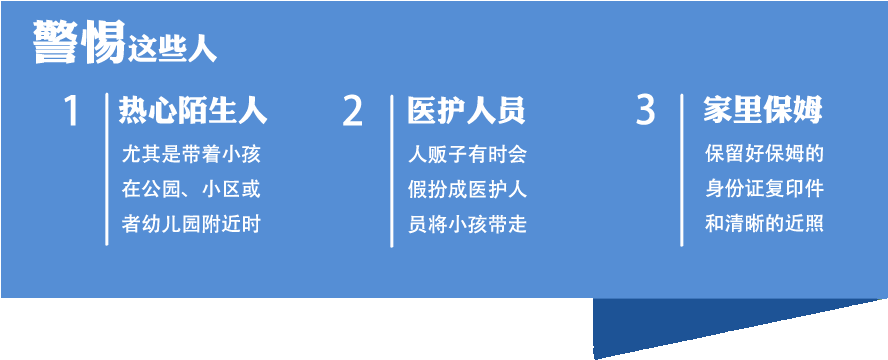 警惕这些人
1
热心陌生人
尤其是带着小孩
在公园、小区或
者幼儿园附近时
2
医护人员
人贩子有时会
假扮成医护人
员将小孩带走
3
家里保姆
保留好保姆的
身份证复印件
和清晰的近照